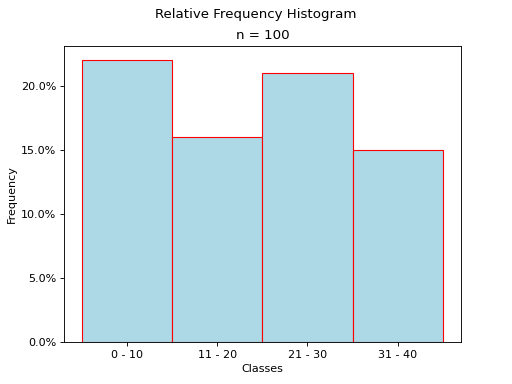 Relative Frequency Histogram
n = 100
20.0%
15.0%
10.0%
5.0%
0.0%
Frequency
0 - 10
11 - 20
21 - 30
31 - 40
Classes